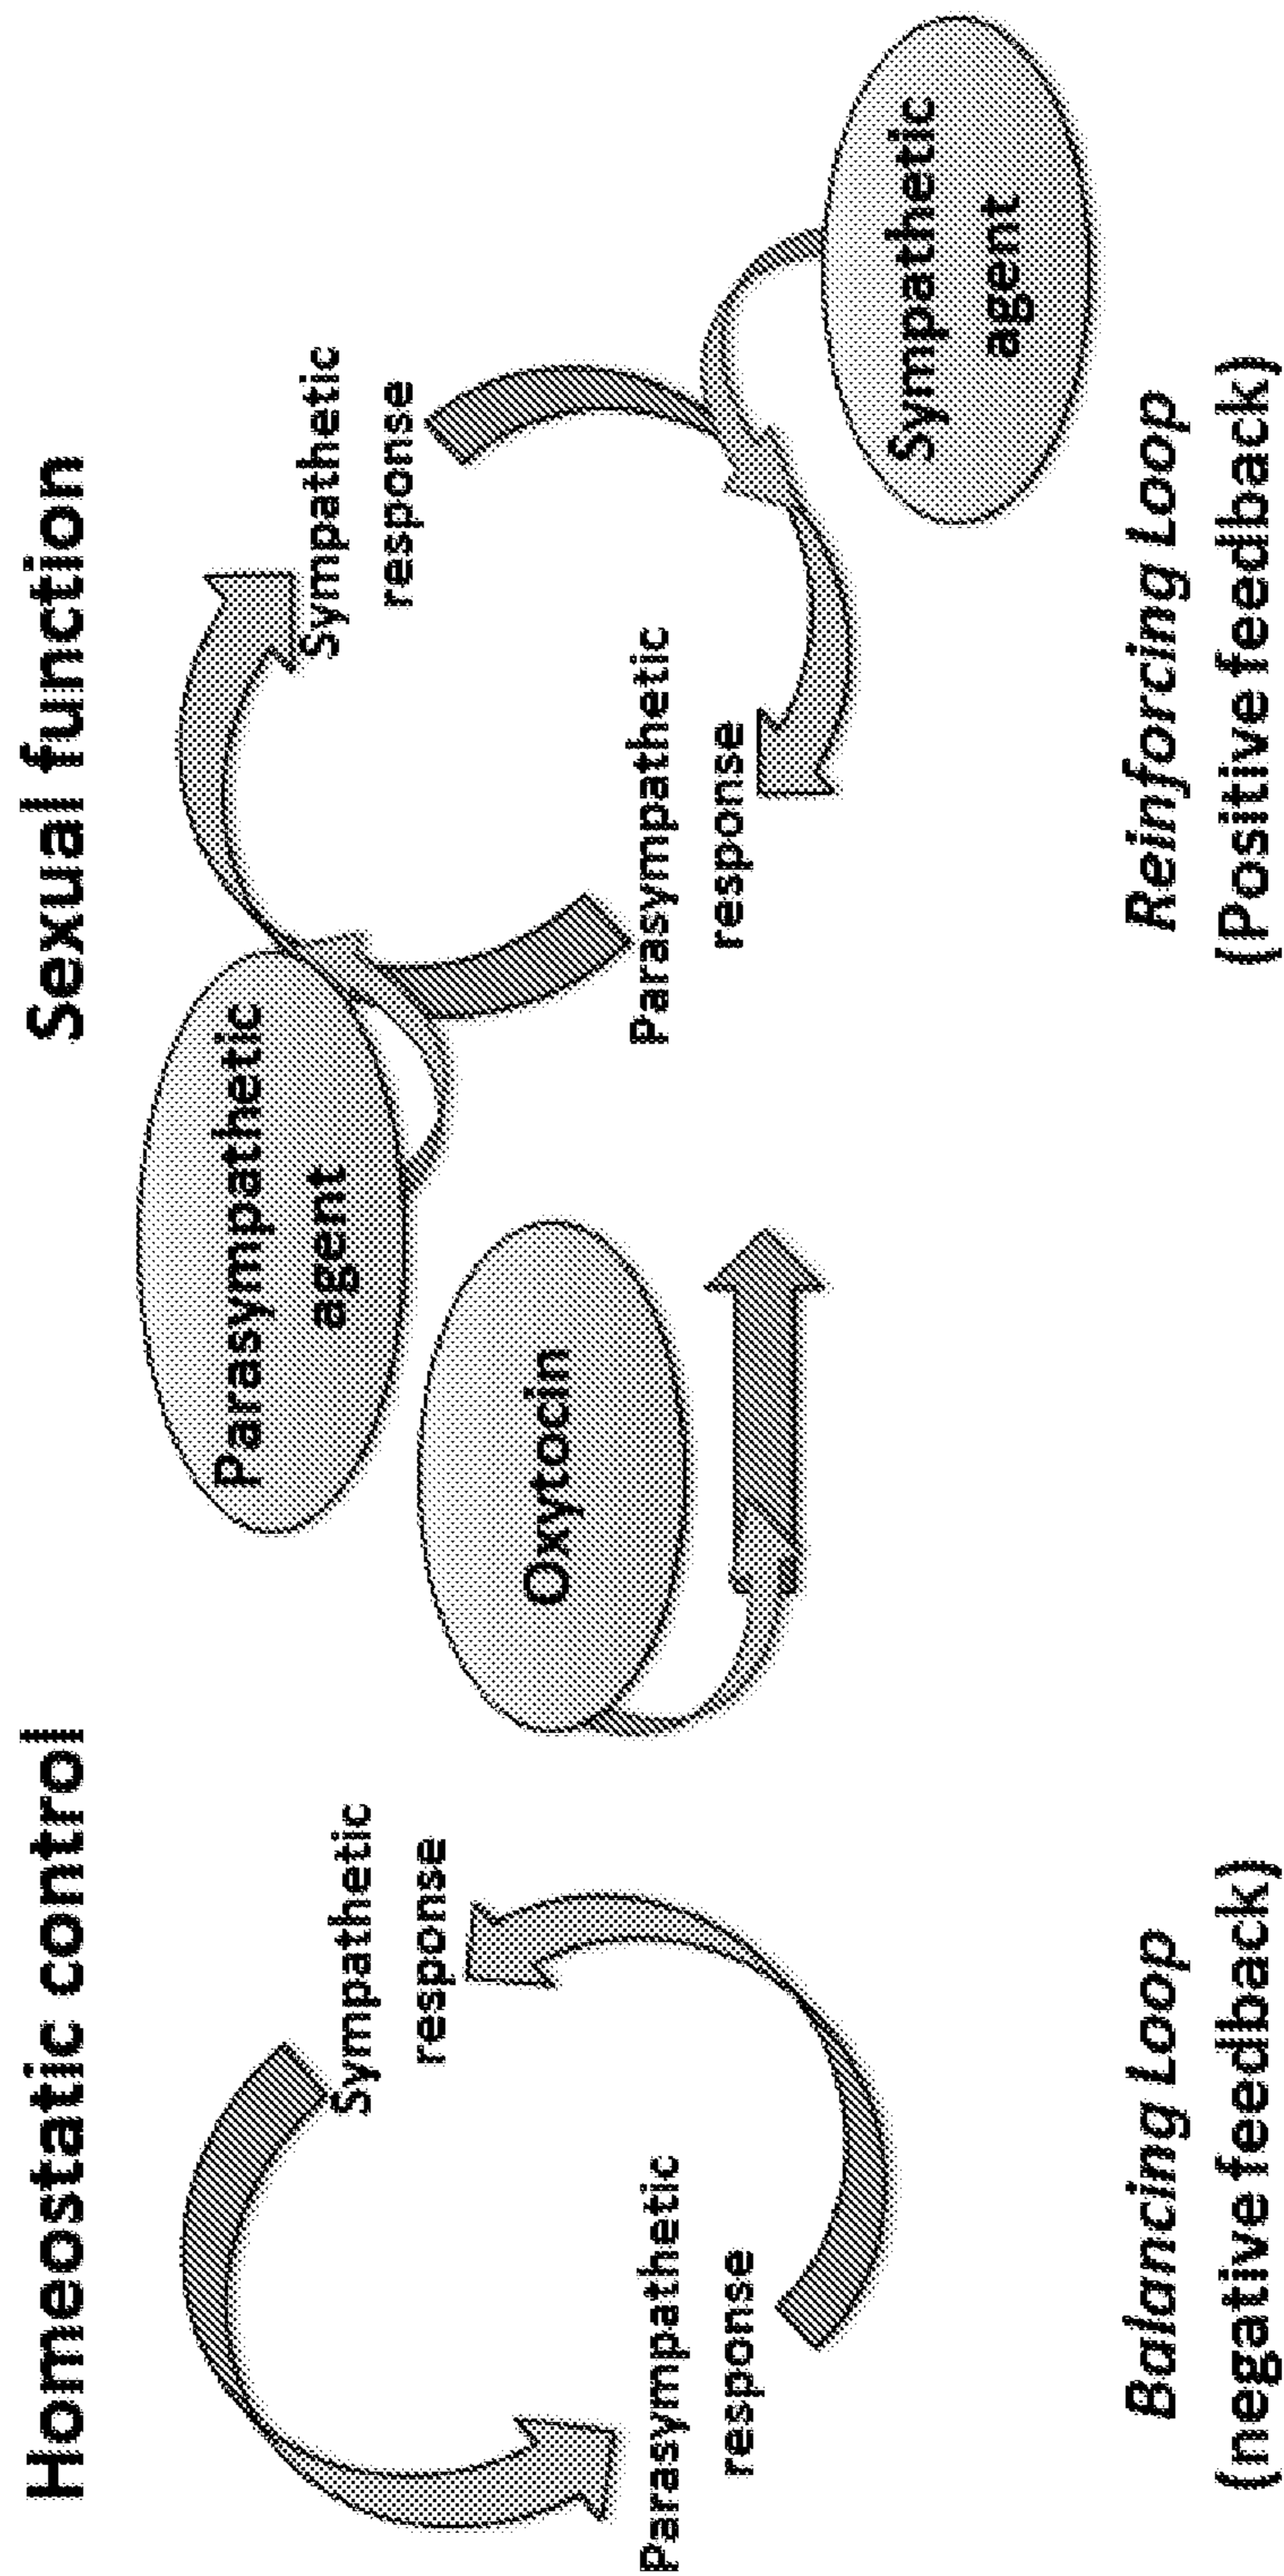 Homeostatic control
Sympathetic
response
Parasympathetic
response
Balancing Loop
(negative feedback)
Oxytocin
Sexual function
Parasympathetic
agent
Sympathetic
response
Parasympathetic
response
Sympathetic
agent
Reinforcing Loop
(Positive feedback)